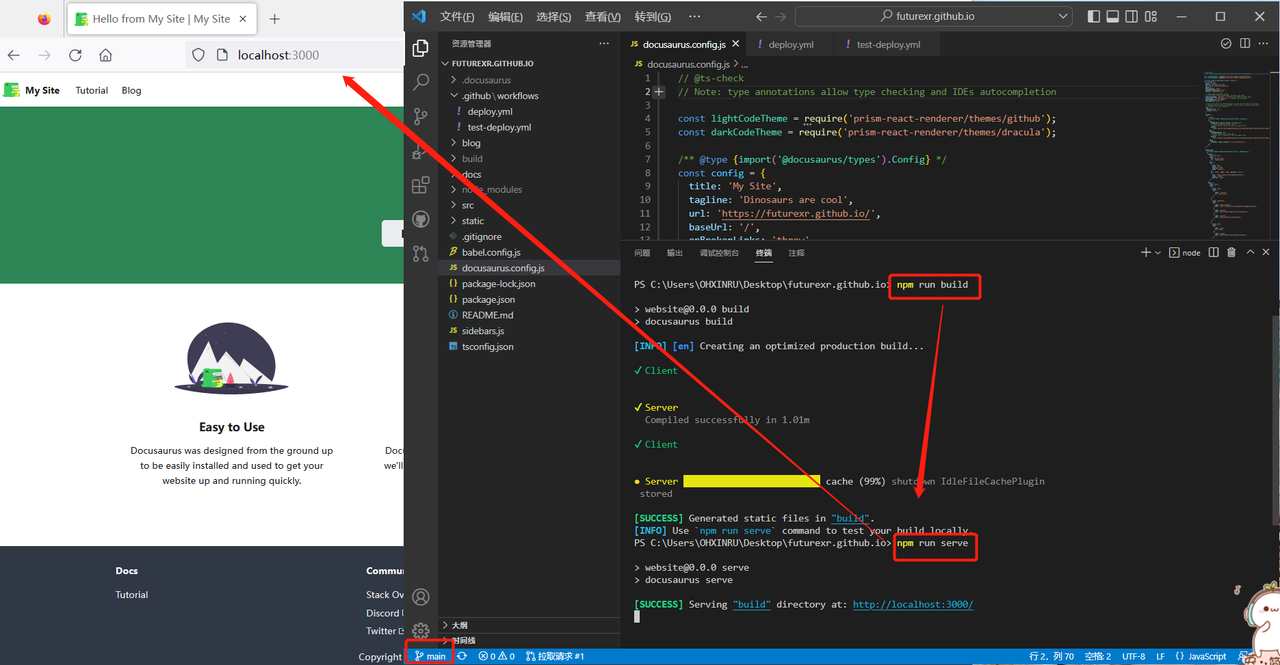 Hello from My Site | My Site
localhost:3000
My Site
Tutorial
Blog
Easy to Use
Docusaurus was designed from the ground up
to be easily installed and used to get your
website up and running quickly.
Docu
we'll
Docs
Tutorial
Commun
Stack Ov
Discord
Twitter
Copyright
文件(F) 编辑(E) 选择(S) 查看(V) 转到(G) ···
futurexr.github.io
资源管理器
FUTUREXR.GITHUB.IO
.docusaurus
.github\workflows
deploy.yml
test-deploy.yml
blog
build
docs
node_modules
src
static
.gitignore
babel.config.js
docusaurus.config.js
package-lock.json
package.json
README.md
sidebars.js
tsconfig.json
大纲
时间线
docusaurus.config.js
deploy.yml
test-deploy.yml
docusaurus.config.js > ...
1 // @ts-check
2 // Note: type annotations allow type checking and IDEs autocompletion
3
4 const lightCodeTheme = require('prism-react-renderer/themes/github');
5 const darkCodeTheme = require('prism-react-renderer/themes/dracula');
6
7 /** @type {import('@docusaurus/types').Config} */
8 const config = {
9 title: 'My Site',
10 tagline: 'Dinosaurs are cool',
11 url: 'https://futurexr.github.io/',
12 baseUrl: '/',
13 onBrokenLinks: 'throw'
问题 输出 调试控制台 终端 注释
node
PS C:\Users\OHXINRU\Desktop\futurexr.github.io> npm run build
> website@0.0.0 build
> docusaurus build
[INFO] [en] Creating an optimized production build...
✓ Client
✓ Server
Compiled successfully in 1.01m
✓ Client
● Server cache (99%) shutdown IdleFileCachePlugin
stored
[SUCCESS] Generated static files in "build".
[INFO] Use `npm run serve` command to test your build locally.
PS C:\Users\OHXINRU\Desktop\futurexr.github.io> npm run serve
> website@0.0.0 serve
> docusaurus serve
[SUCCESS] Serving "build" directory at: http://localhost:3000/
main
0 0
拉取请求 #1
行 2, 列 70 空格: 2 UTF-8 LF {} JavaScript